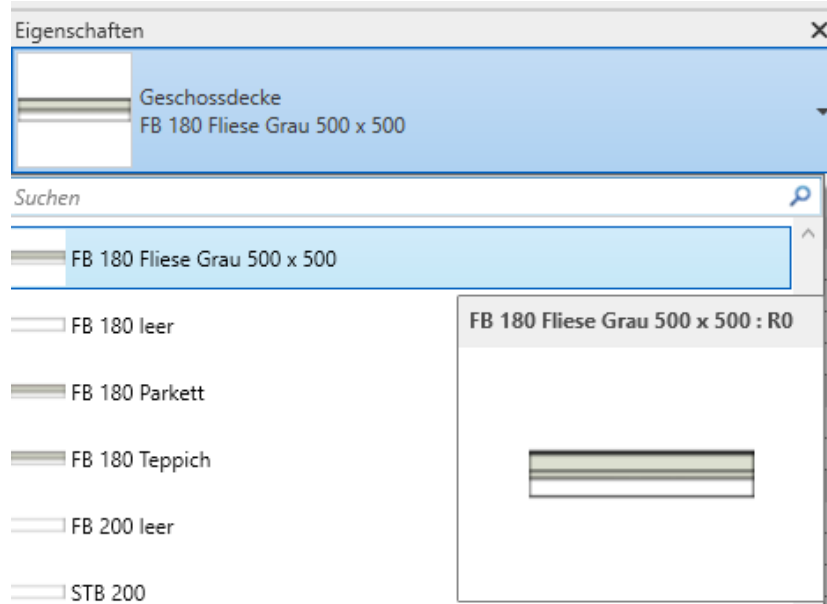 Eigenschaften
Geschossdecke
FB 180 Fliese Grau 500 x 500
Suchen
FB 180 Fliese Grau 500 x 500
FB 180 leer
FB 180 Fliese Grau 500 x 500 : R0
FB 180 Parkett
FB 180 Teppich
FB 200 leer
STB 200